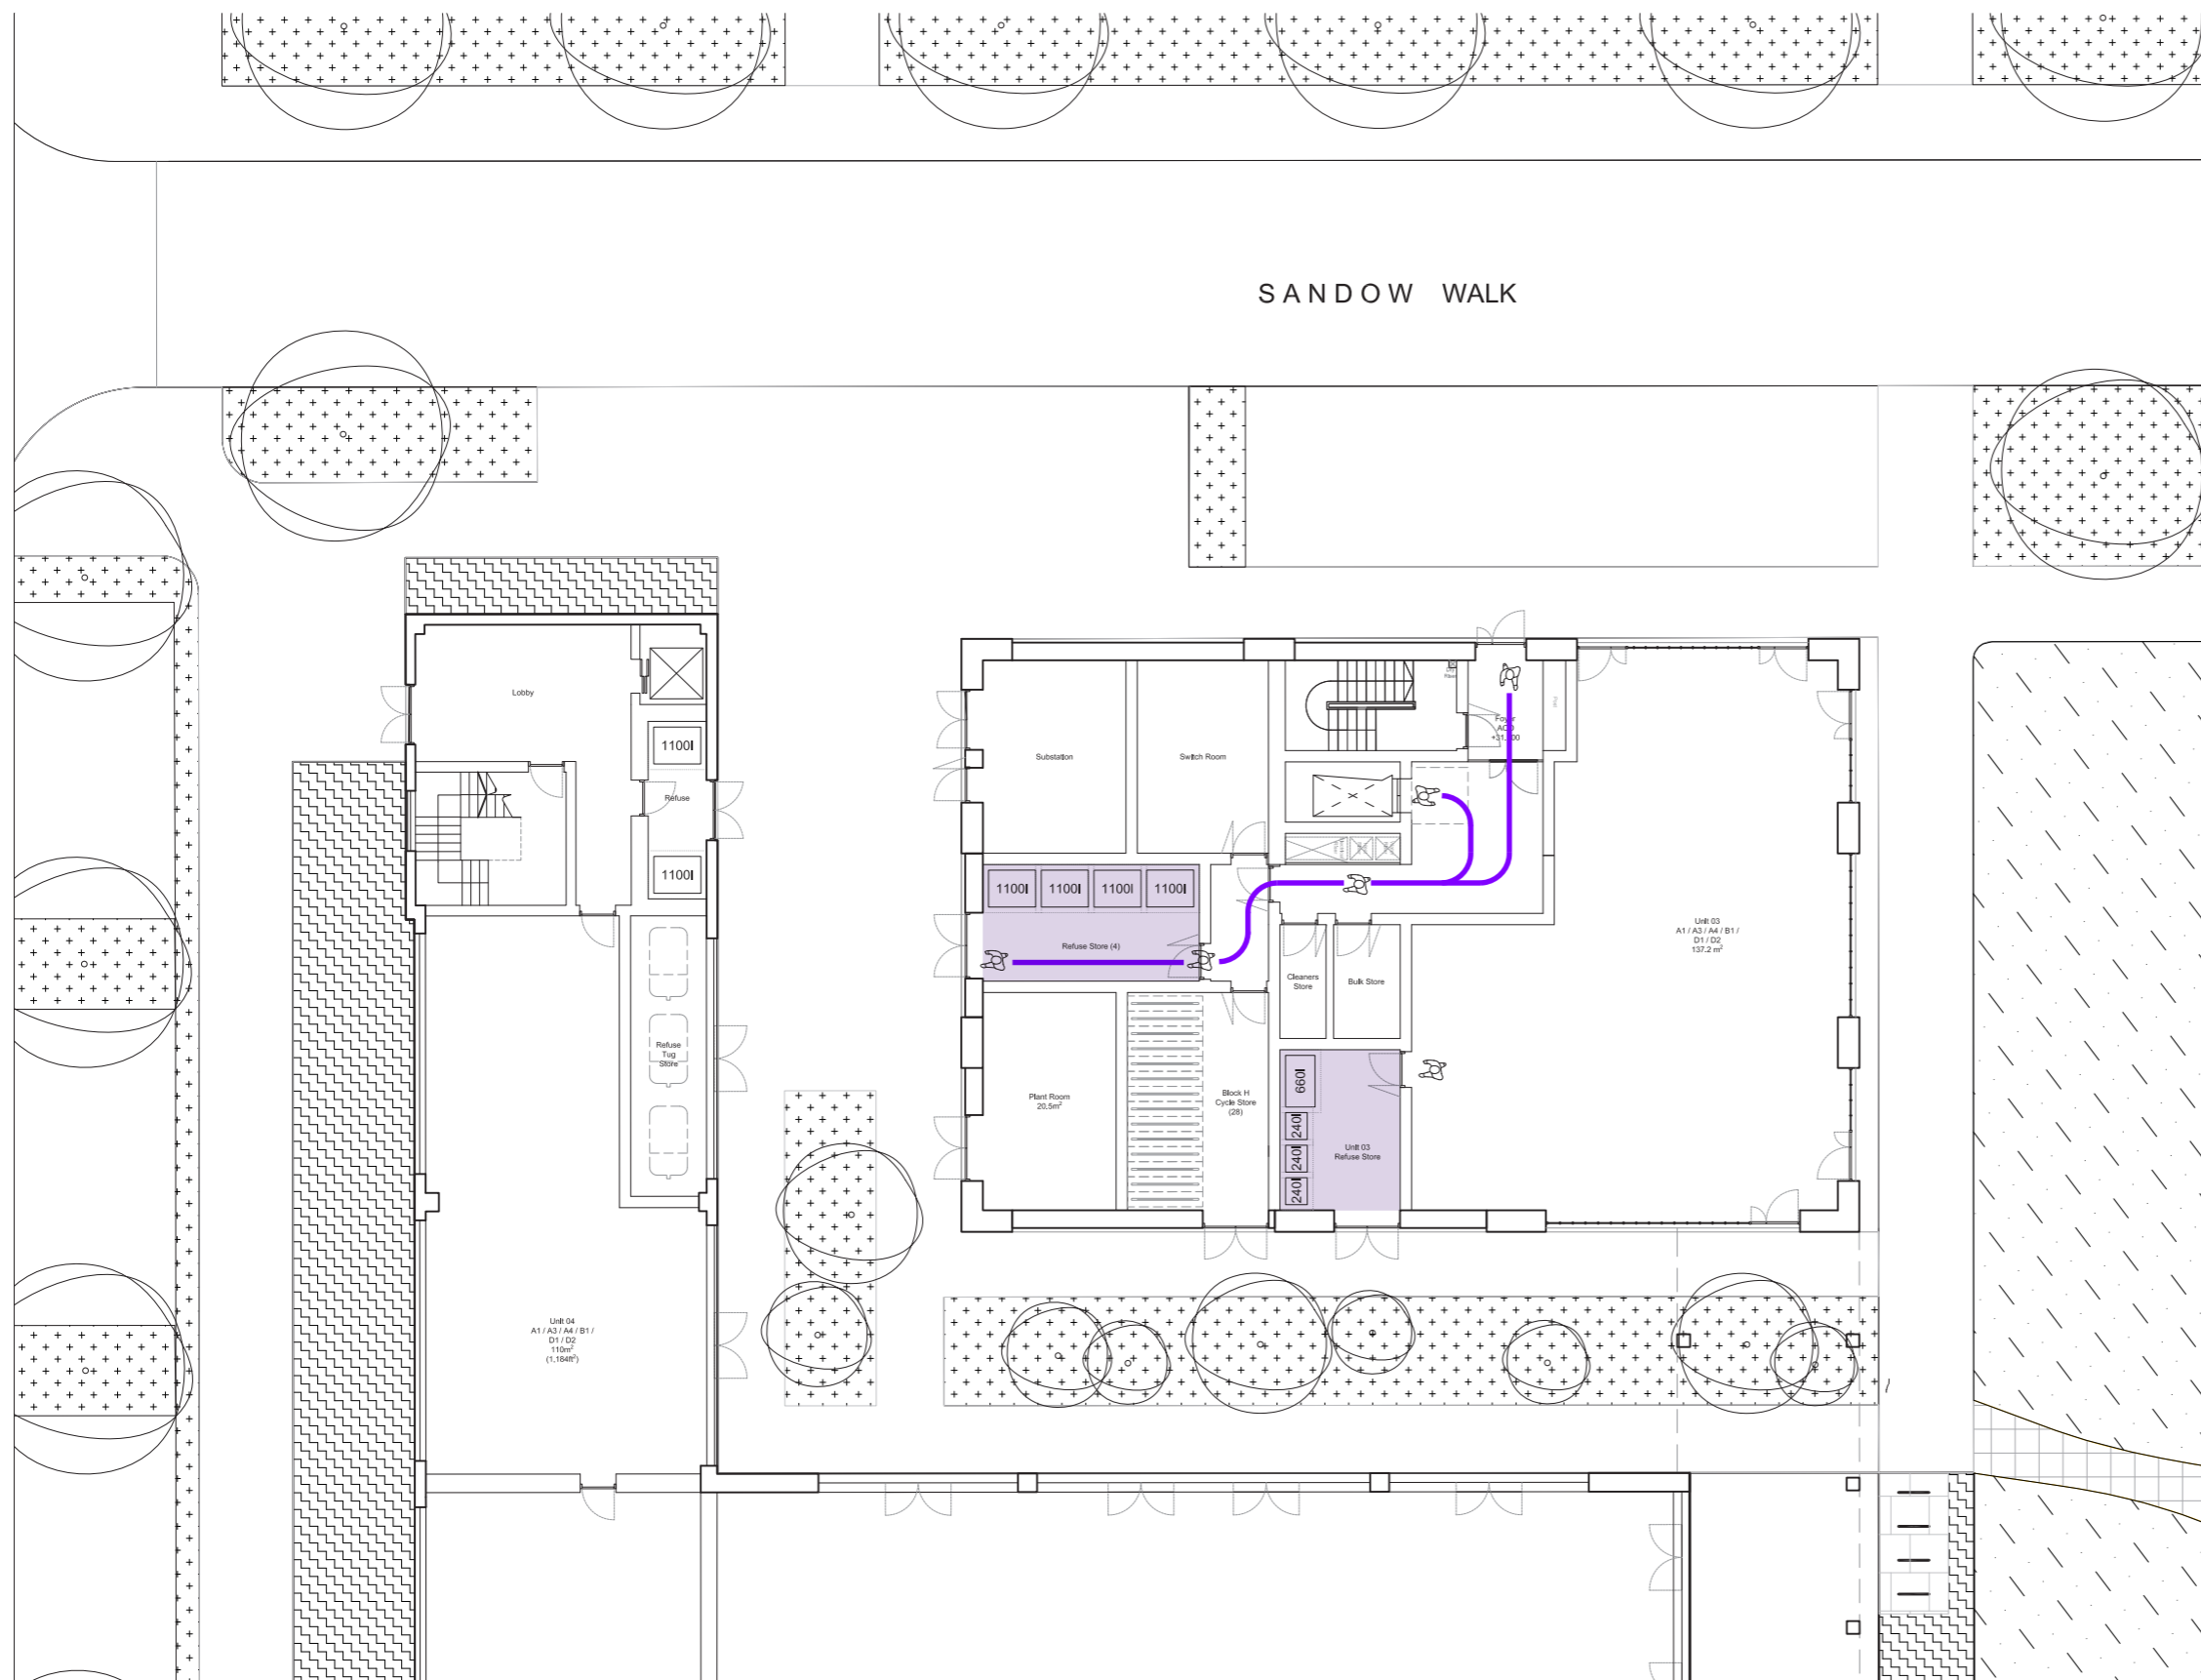 SANDOW WALK
Lobby
1100l
Refuse
1100l
Refuse
Tug
Store
Unit 04
A1 / A3 / A4 / B1 /
D1 / D2
110m²
(1,184ft²)
Substation
Switch Room
Foyer
Post
1100l
1100l
1100l
1100l
Refuse Store (4)
Cleaners
Store
Bulk Store
Unit 03
A1 / A3 / A4 / B1 /
D1 / D2
137.2 m²
Plant Room
20.5m²
Block H
Cycle Store
(28)
660l
240l
240l
240l
Unit 03
Refuse Store